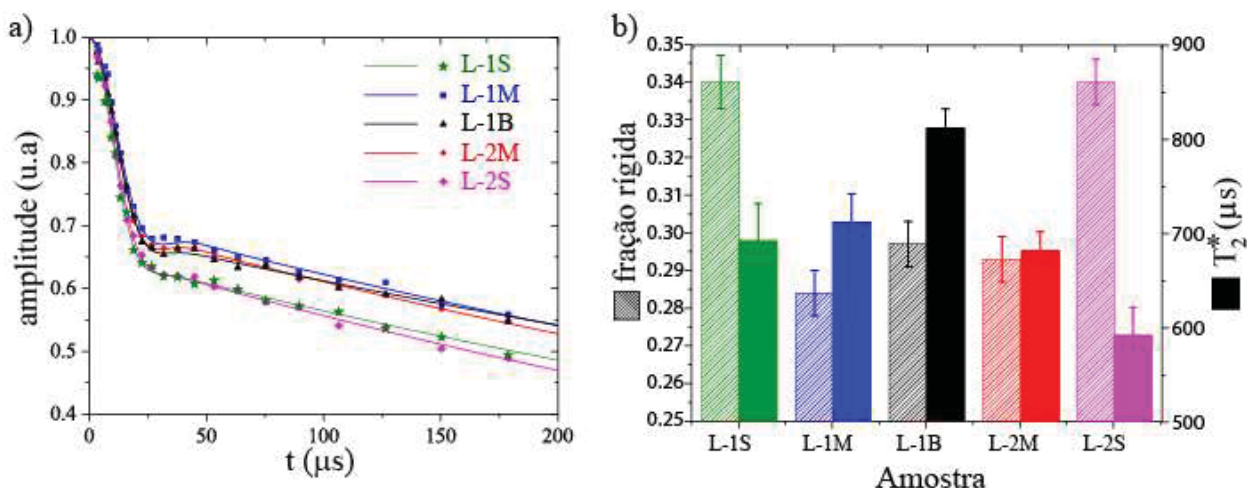 a)
amplitude (u.a)
1.0
0.9
0.8
0.7
0.6
0.5
0.4
0
50
100
150
200
t (μs)
L-1S
L-1M
L-1B
L-2M
L-2S
b)
fração rígida
0.35
0.34
0.33
0.32
0.31
0.30
0.29
0.28
0.27
0.26
0.25
900
800
700
600
500
T₂* (μs)
L-1S
L-1M
L-1B
L-2M
L-2S
Amostra